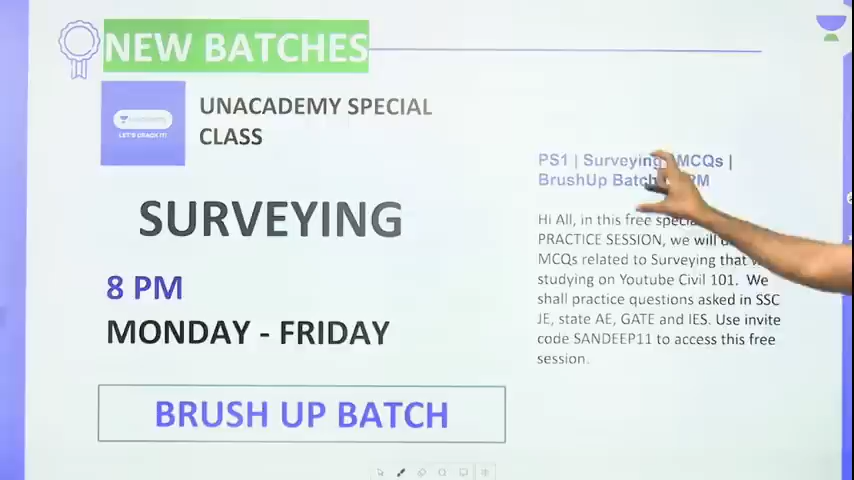 NEW BATCHES
UNACADEMY SPECIAL
CLASS
LET'S CRACK IT!
SURVEYING
8 PM
MONDAY - FRIDAY
BRUSH UP BATCH
PS1 | Surveying MCQs |
BrushUp Batch PM
Hi All, in this free
PRACTICE SESSION, we will
MCQs related to Surveying that
studying on Youtube Civil 101. We
shall practice questions asked in SSC
JE, state AE, GATE and IES. Use invite
code SANDEEP11 to access this free
session.